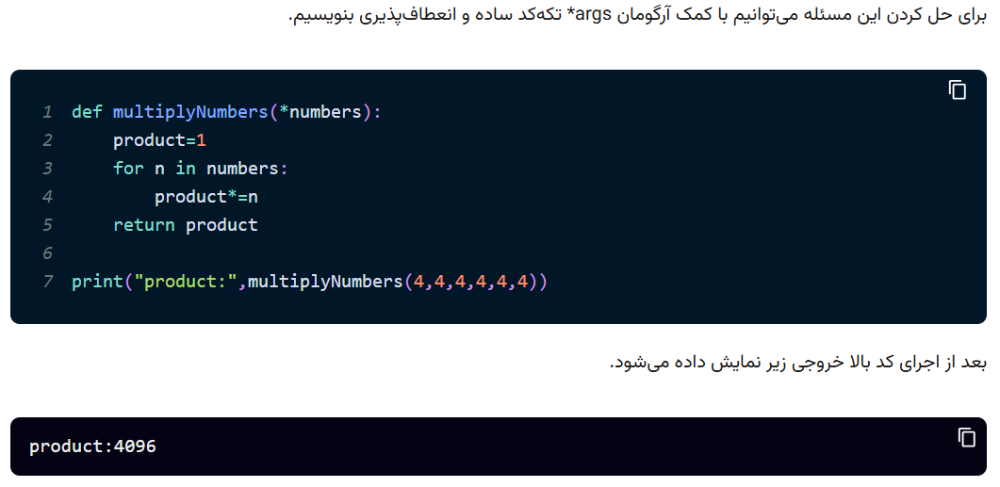 برای حل کردن این مسئله می‌توانیم با کمک آرگومان args* تکه‌کد ساده و انعطاف‌پذیری بنویسیم.
1 def multiplyNumbers(*numbers):
2     product=1
3     for n in numbers:
4         product*=n
5     return product
6
7 print("product:",multiplyNumbers(4,4,4,4,4,4))
بعد از اجرای کد بالا خروجی زیر نمایش داده می‌شود.
product:4096